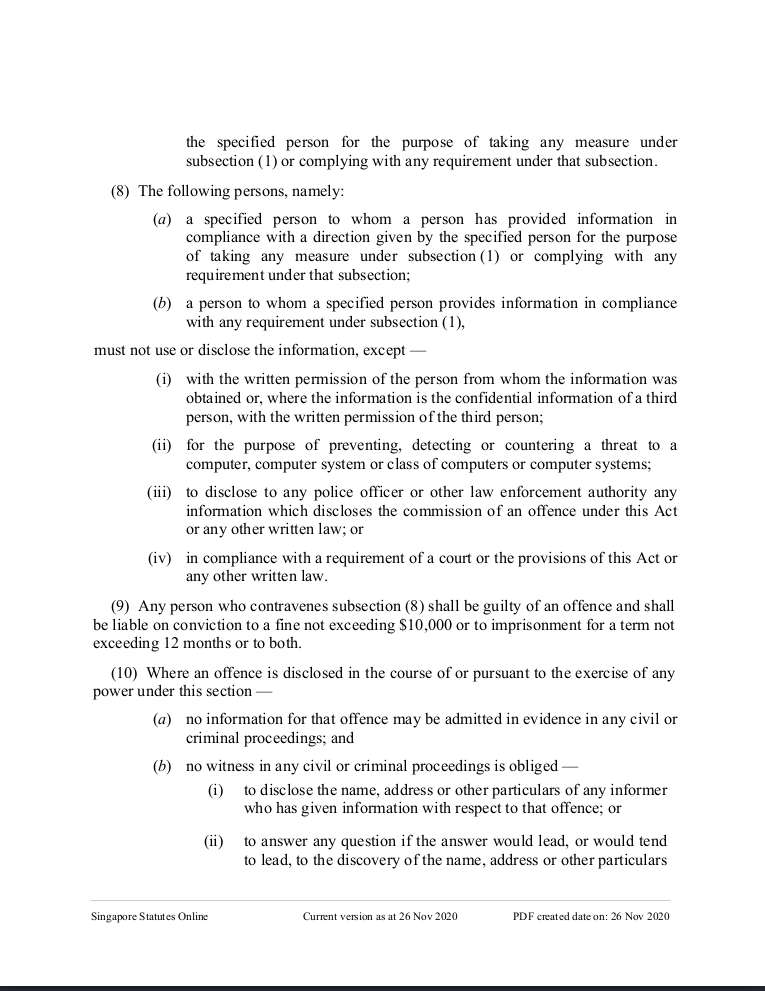 the specified person for the purpose of taking any measure under
subsection (1) or complying with any requirement under that subsection.
(8) The following persons, namely:
(a) a specified person to whom a person has provided information in
compliance with a direction given by the specified person for the purpose
of taking any measure under subsection (1) or complying with any
requirement under that subsection;
(b) a person to whom a specified person provides information in compliance
with any requirement under subsection (1),
must not use or disclose the information, except —
(i) with the written permission of the person from whom the information was
obtained or, where the information is the confidential information of a third
person, with the written permission of the third person;
(ii) for the purpose of preventing, detecting or countering a threat to a
computer, computer system or class of computers or computer systems;
(iii) to disclose to any police officer or other law enforcement authority any
information which discloses the commission of an offence under this Act
or any other written law; or
(iv) in compliance with a requirement of a court or the provisions of this Act or
any other written law.
(9) Any person who contravenes subsection (8) shall be guilty of an offence and shall
be liable on conviction to a fine not exceeding $10,000 or to imprisonment for a term not
exceeding 12 months or to both.
(10) Where an offence is disclosed in the course of or pursuant to the exercise of any
power under this section —
(a) no information for that offence may be admitted in evidence in any civil or
criminal proceedings; and
(b) no witness in any civil or criminal proceedings is obliged —
(i) to disclose the name, address or other particulars of any informer
who has given information with respect to that offence; or
(ii) to answer any question if the answer would lead, or would tend
to lead, to the discovery of the name, address or other particulars
Singapore Statutes Online Current version as at 26 Nov 2020 PDF created date on: 26 Nov 2020